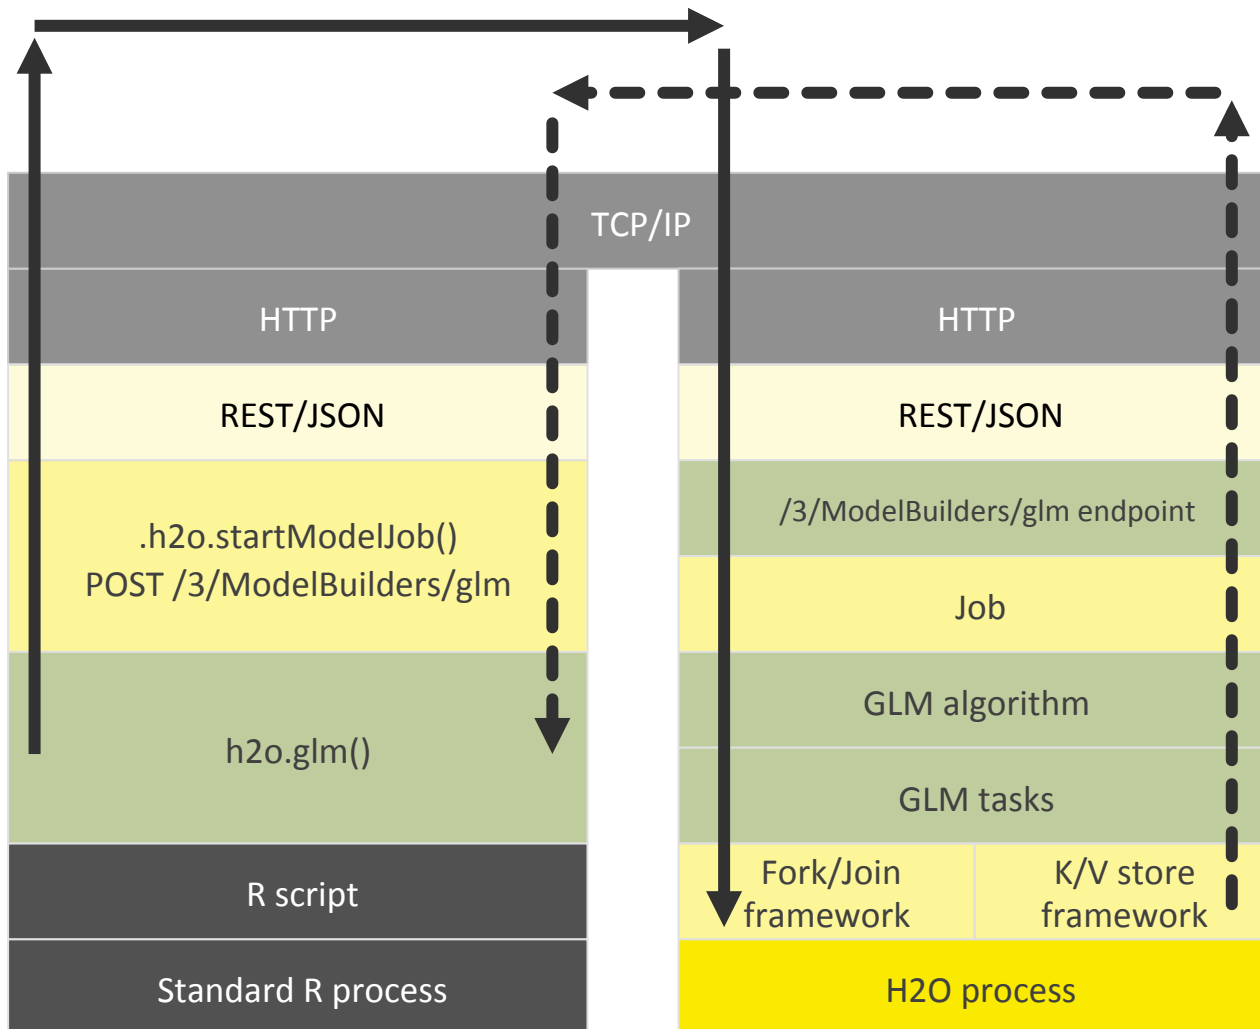 TCP/IP
HTTP
REST/JSON
.h2o.startModelJob()
POST /3/ModelBuilders/glm
h2o.glm()
R script
Standard R process
HTTP
REST/JSON
/3/ModelBuilders/glm endpoint
Job
GLM algorithm
GLM tasks
Fork/Join
framework
K/V store
framework
H2O process